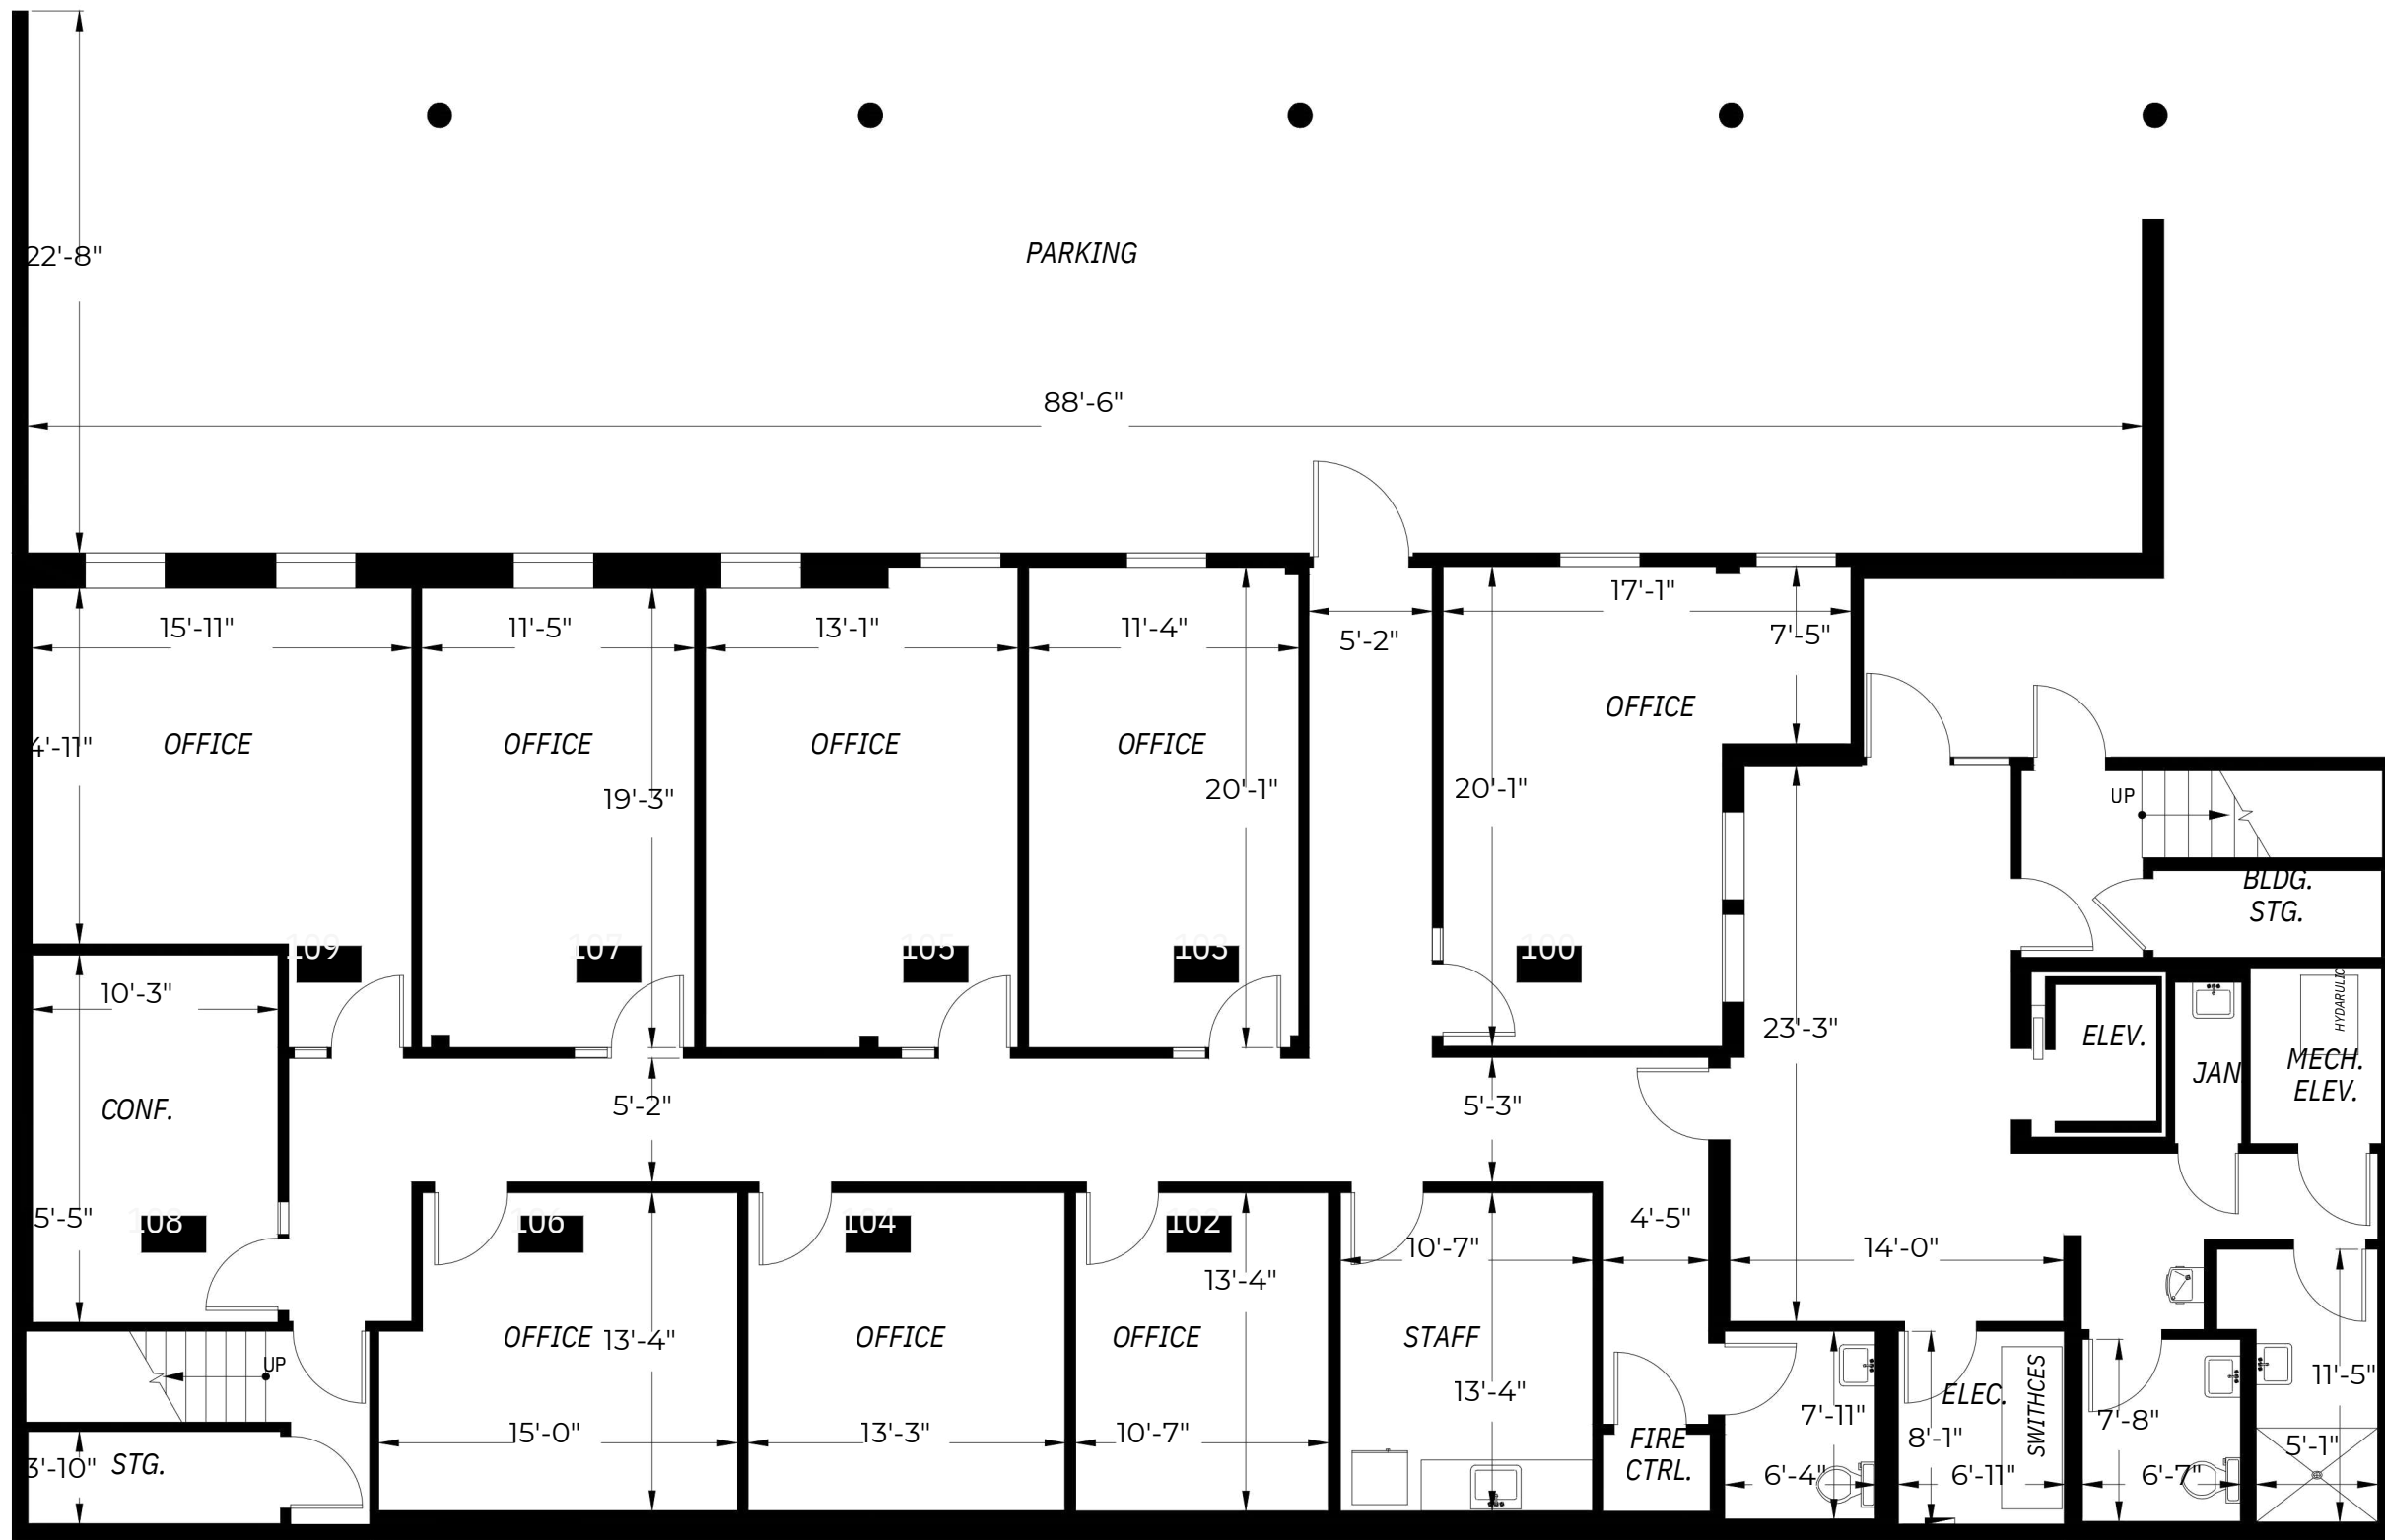 22'-8"
PARKING
88'-6"
17'-1"
15'-11"
11'-5"
13'-1"
11'-4"
5'-2"
7'-5"
OFFICE
4'-11"
OFFICE
OFFICE
OFFICE
OFFICE
19'-3"
20'-1"
20'-1"
UP
BLDG.
STG.
109
107
105
103
100
10'-3"
HYDARULIC
23'-3"
ELEV.
MECH.
ELEV.
JAN
CONF.
5'-2"
5'-3"
5'-5"
108
106
104
102
4'-5"
10'-7"
14'-0"
13'-4"
OFFICE
13'-4"
OFFICE
OFFICE
STAFF
UP
13'-4"
11'-5"
ELEC.
SWITHCES
7'-11"
7'-8"
15'-0"
13'-3"
10'-7"
FIRE
CTRL.
8'-1"
5'-1"
3'-10"
STG.
6'-4"
6'-11"
6'-7"